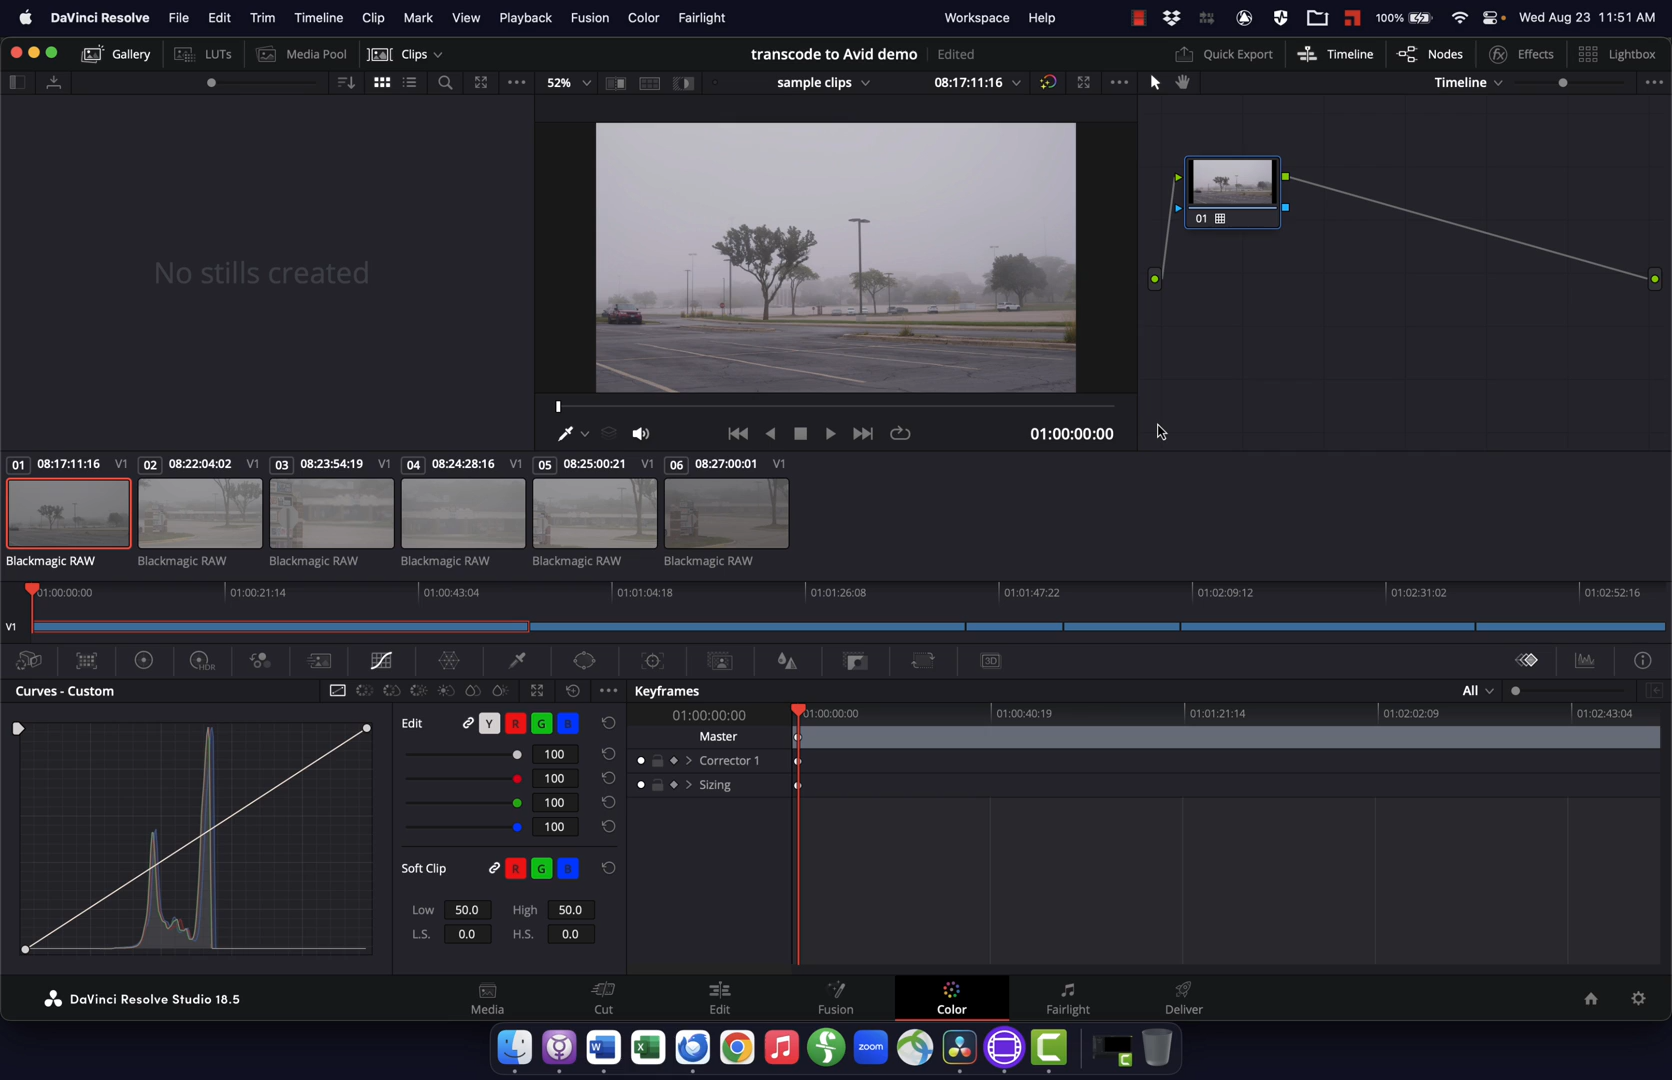 DaVinci Resolve File Edit Trim Timeline Clip Mark View Playback Fusion Color Fairlight Workspace Help 100% Wed Aug 23 11:51 AM
Gallery LUTs Media Pool Clips transcode to Avid demo Edited Quick Export Timeline Nodes Effects Lightbox
52% sample clips 08:17:11:16 Timeline
01
No stills created
01:00:00:00
01 08:17:11:16 V1 02 08:22:04:02 V1 03 08:23:54:19 V1 04 08:24:28:16 V1 05 08:25:00:21 V1 06 08:27:00:01 V1
Blackmagic RAW Blackmagic RAW Blackmagic RAW Blackmagic RAW Blackmagic RAW Blackmagic RAW
01:00:00:00 01:00:21:14 01:00:43:04 01:01:04:18 01:01:26:08 01:01:47:22 01:02:09:12 01:02:31:02 01:02:52:16
V1
HDR 3D
Curves - Custom Keyframes All
Edit Y R G B 01:00:00:00 01:00:00:00 01:00:40:19 01:01:21:14 01:02:02:09 01:02:43:04
Master
100 Corrector 1
100 Sizing
100
100
Soft Clip R G B
Low 50.0 High 50.0
L.S. 0.0 H.S. 0.0
DaVinci Resolve Studio 18.5 Media Cut Edit Fusion Color Fairlight Deliver
W X zoom C C